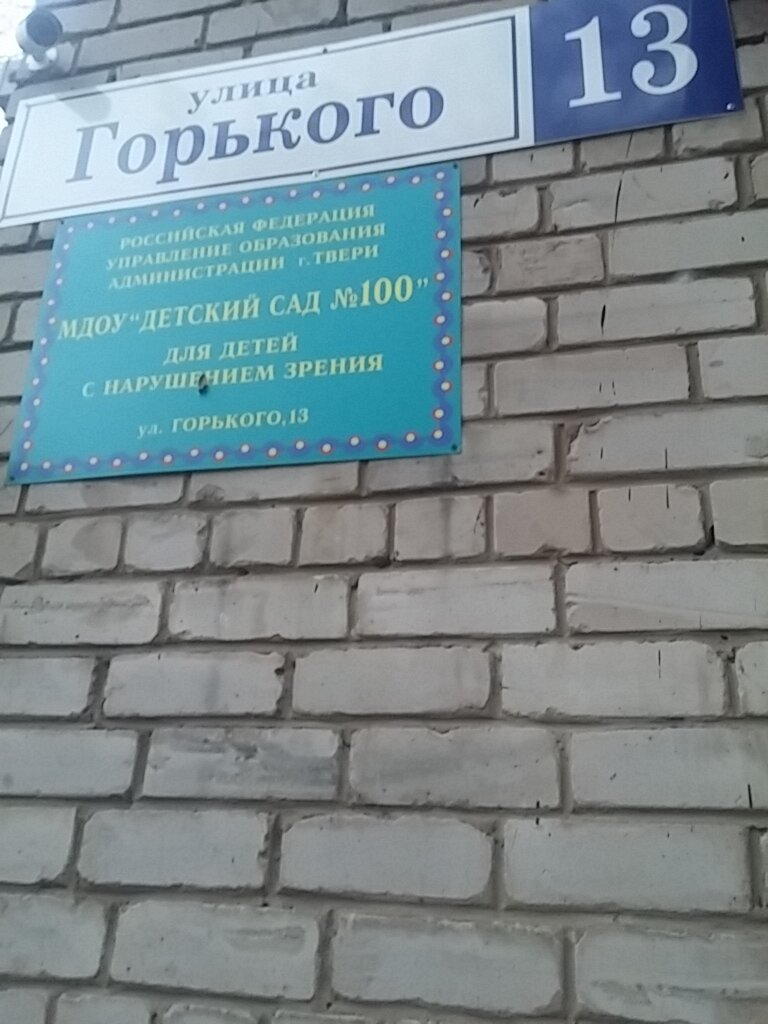 улица
Горького
13
РОССИЙСКАЯ ФЕДЕРАЦИЯ
УПРАВЛЕНИЕ ОБРАЗОВАНИЯ
АДМИНИСТРАЦИИ г. ТВЕРИ
МДОУ "ДЕТСКИЙ САД №100"
ДЛЯ ДЕТЕЙ
С НАРУШЕНИЕМ ЗРЕНИЯ
ул. ГОРЬКОГО, 13